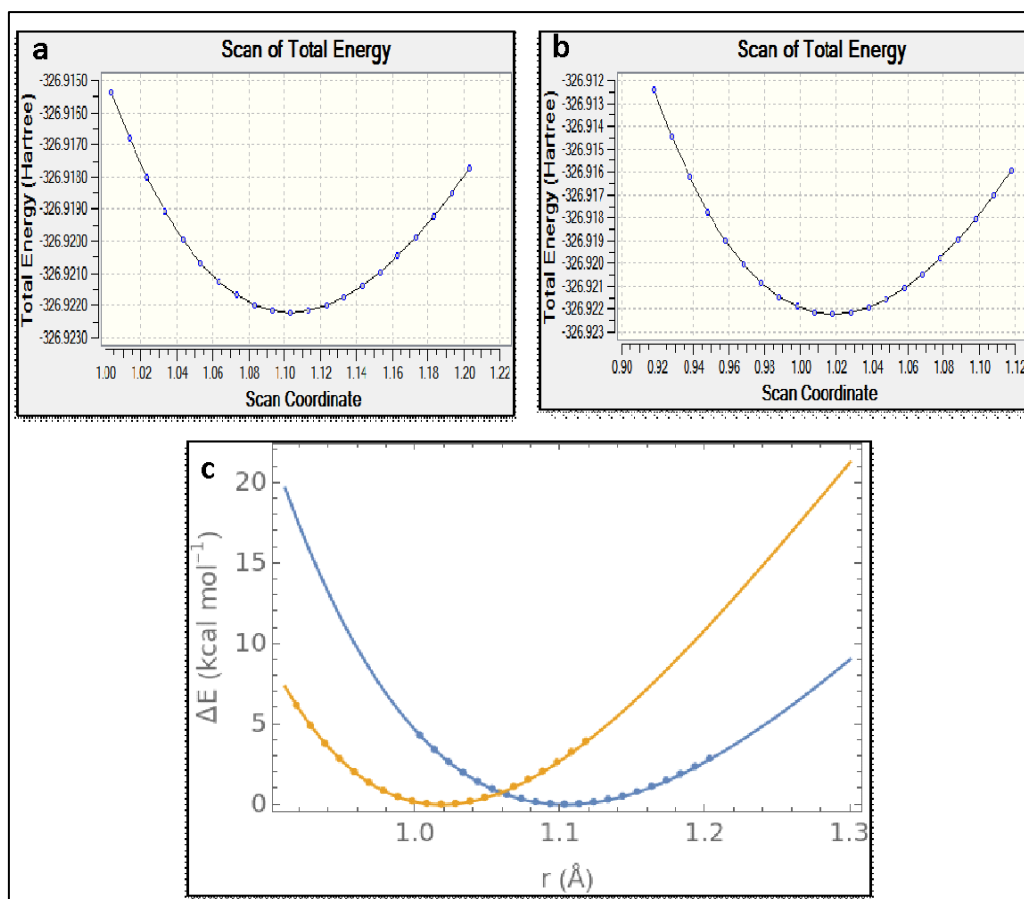 a
Scan of Total Energy
Total Energy (Hartree)
-326.9150
-326.9160
-326.9170
-326.9180
-326.9190
-326.9200
-326.9210
-326.9220
-326.9230
1.00 1.02 1.04 1.06 1.08 1.10 1.12 1.14 1.16 1.18 1.20 1.22
Scan Coordinate
b
Scan of Total Energy
Total Energy (Hartree)
-326.912
-326.913
-326.914
-326.915
-326.916
-326.917
-326.918
-326.919
-326.920
-326.921
-326.922
-326.923
0.90 0.92 0.94 0.96 0.98 1.00 1.02 1.04 1.06 1.08 1.10 1.12
Scan Coordinate
c
ΔE (kcal mol⁻¹)
20
15
10
5
0
1.0 1.1 1.2 1.3
r (Å)